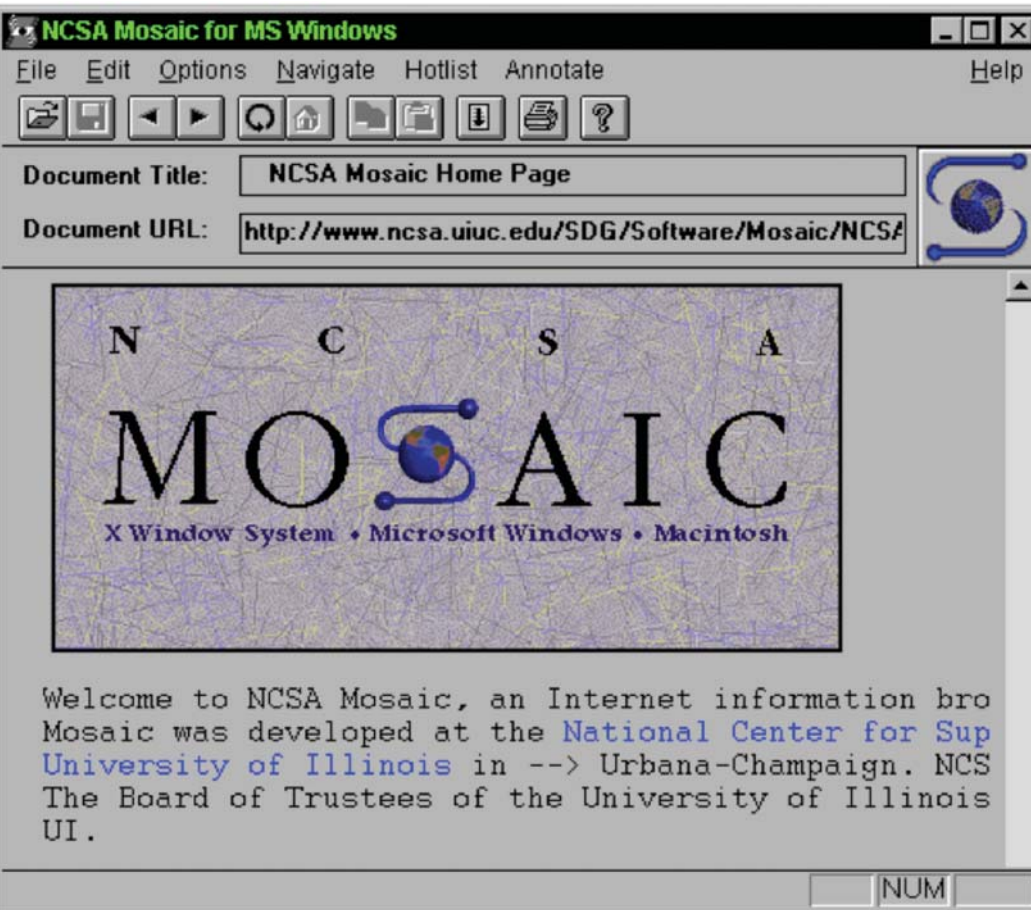 NCSA Mosaic for MS Windows
File Edit Options Navigate Hotlist Annotate Help
Document Title: NCSA Mosaic Home Page
Document URL: http://www.ncsa.uiuc.edu/SDG/Software/Mosaic/NCSA
N C S A
MOSAIC
X Window System • Microsoft Windows • Macintosh
Welcome to NCSA Mosaic, an Internet information bro
Mosaic was developed at the National Center for Sup
University of Illinois in --> Urbana-Champaign. NCS
The Board of Trustees of the University of Illinois
UI.
NUM